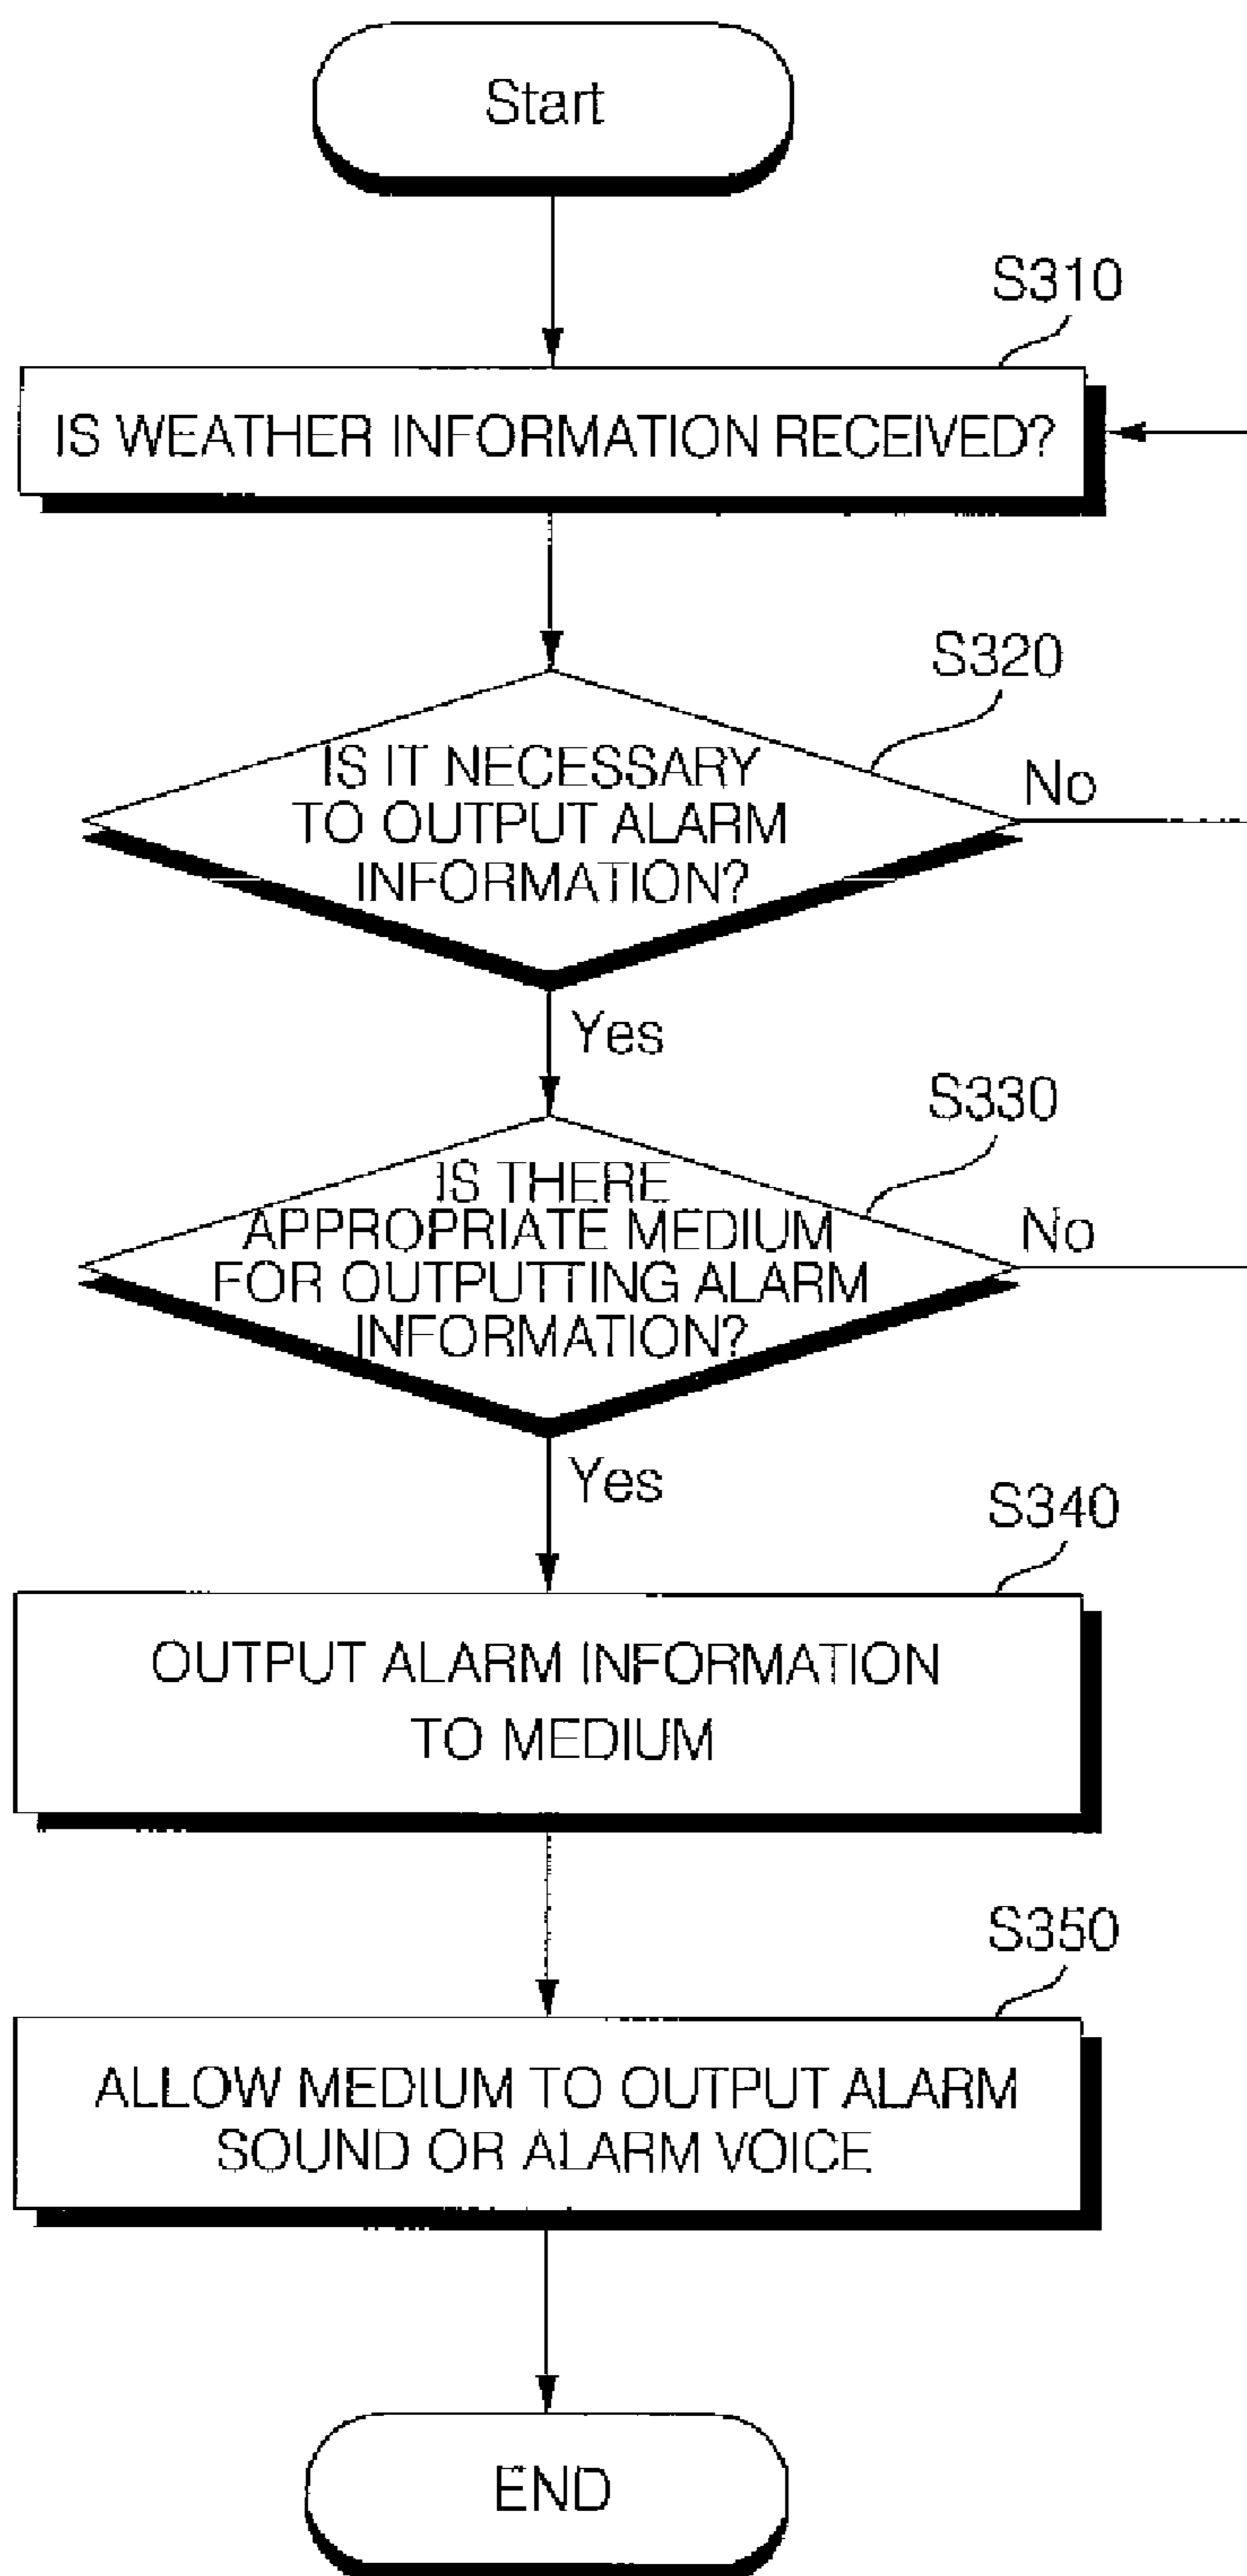 Start
S310
IS WEATHER INFORMATION RECEIVED?
S320
IS IT NECESSARY
TO OUTPUT ALARM
INFORMATION?
No
Yes
S330
IS THERE
APPROPRIATE MEDIUM
FOR OUTPUTTING ALARM
INFORMATION?
No
Yes
S340
OUTPUT ALARM INFORMATION
TO MEDIUM
S350
ALLOW MEDIUM TO OUTPUT ALARM
SOUND OR ALARM VOICE
END